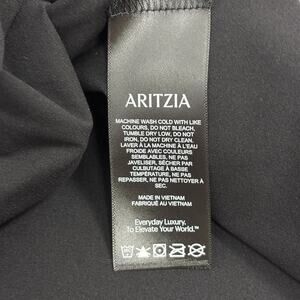 ARITZIA
MACHINE WASH COLD WITH LIKE
COLOURS, DO NOT BLEACH,
TUMBLE DRY LOW, DO NOT
IRON, DO NOT DRY CLEAN.
LAVER À LA MACHINE À L'EAU
FROIDE AVEC COULEURS
SEMBLABLES, NE PAS
JAVELISER, SÉCHER PAR
CULBUTAGE À BASSE
TEMPÉRATURE, NE PAS
REPASSER, NE PAS NETTOYER À
SEC.
MADE IN VIETNAM
FABRIQUÉ AU VIETNAM
Everyday Luxury.
To Elevate Your World.™